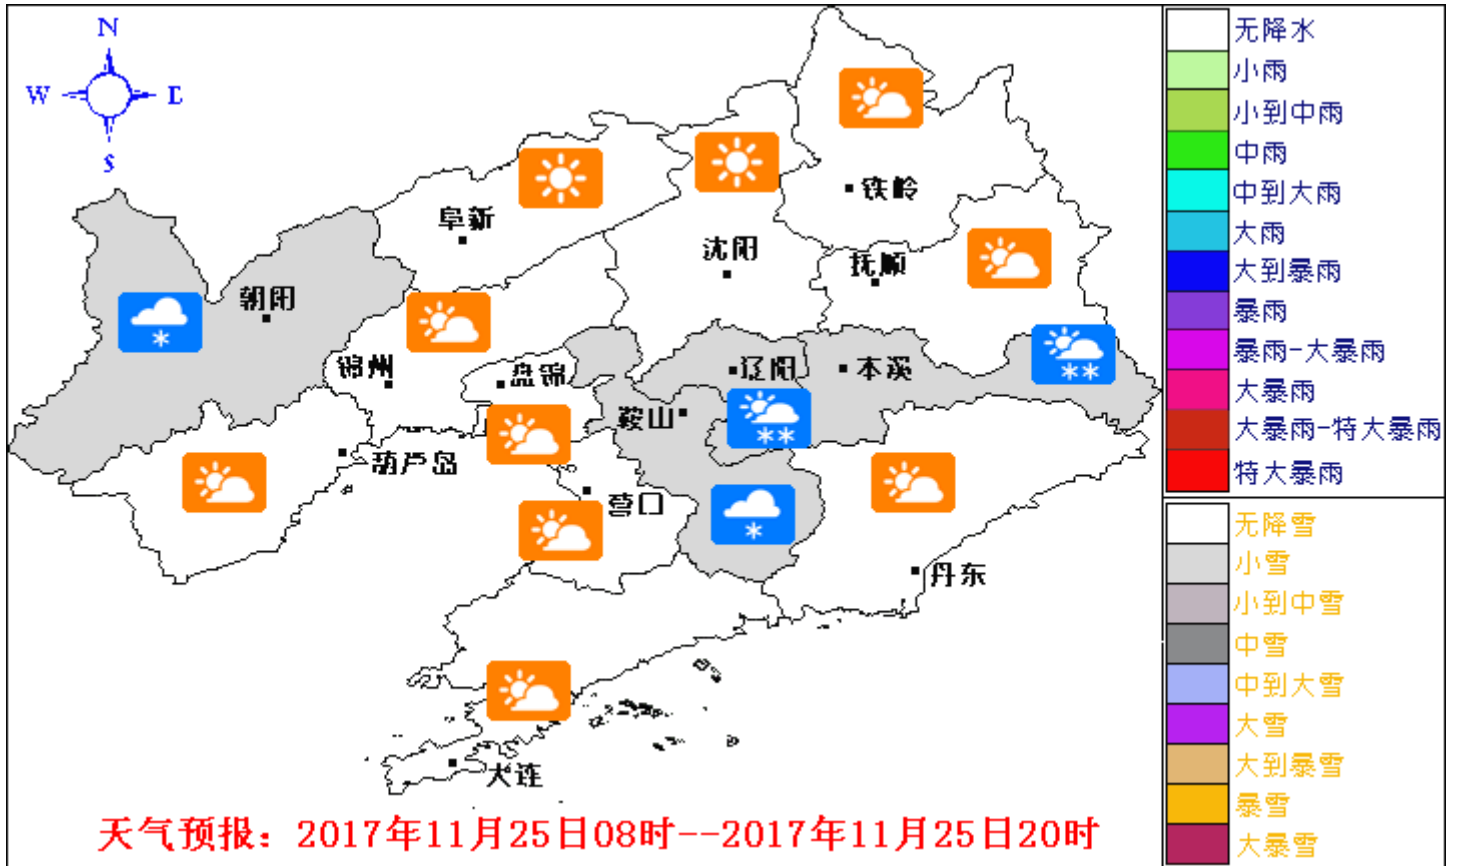 N
W E
S
铁岭
阜新
沈阳
抚顺
朝阳
锦州
盘锦
辽阳
本溪
鞍山
葫芦岛
营口
丹东
大连
天气预报：2017年11月25日08时--2017年11月25日20时
无降水
小雨
小到中雨
中雨
中到大雨
大雨
大到暴雨
暴雨
暴雨-大暴雨
大暴雨
大暴雨-特大暴雨
特大暴雨
无降雪
小雪
小到中雪
中雪
中到大雪
大雪
大到暴雪
暴雪
大暴雪